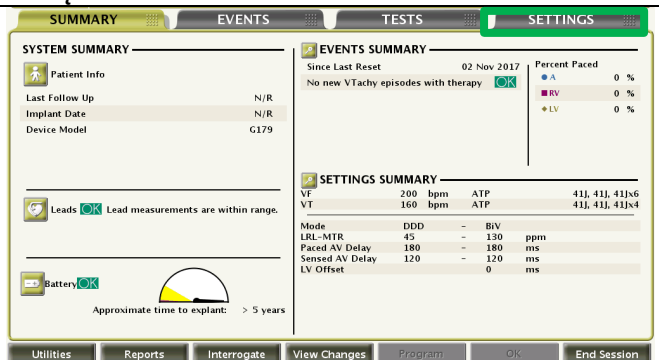 SUMMARY EVENTS TESTS SETTINGS
SYSTEM SUMMARY
Patient Info
Last Follow Up N/R
Implant Date N/R
Device Model G179
Leads OK Lead measurements are within range.
Battery OK
Approximate time to explant: > 5 years
EVENTS SUMMARY
Since Last Reset 02 Nov 2017
No new VTachy episodes with therapy OK
Percent Paced
A 0 %
RV 0 %
LV 0 %
SETTINGS SUMMARY
VF 200 bpm ATP 41J, 41J, 41Jx6
VT 160 bpm ATP 41J, 41J, 41Jx4
Mode DDD - BiV
LRL-MTR 45 - 130 ppm
Paced AV Delay 180 - 180 ms
Sensed AV Delay 120 - 120 ms
LV Offset 0 ms
Utilities Reports Interrogate View Changes Program OK End Session